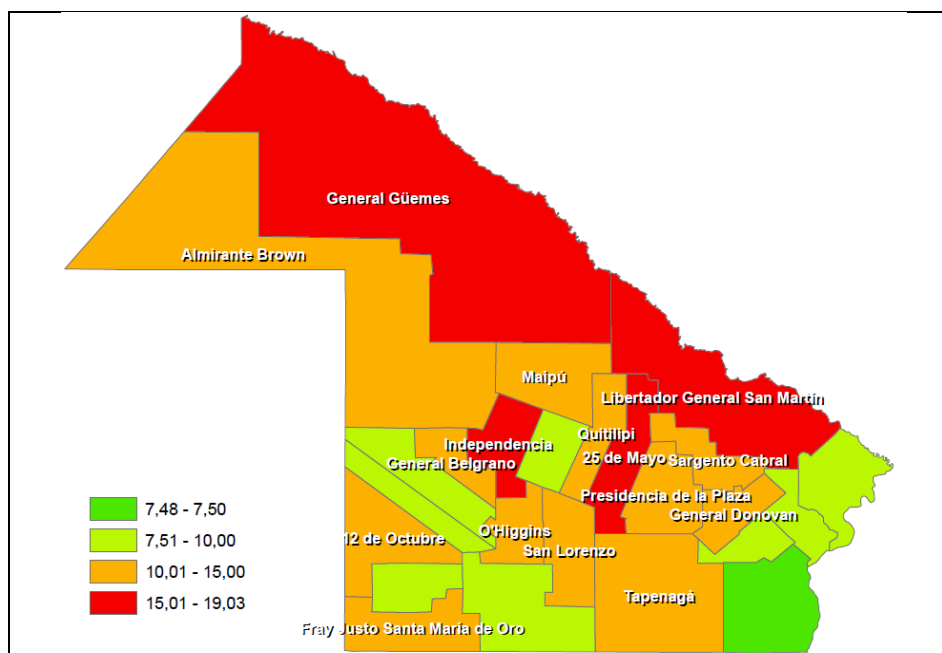 General Güemes
Almirante Brown
Maipú
Libertador General San Martín
Quitilipi
Independencia
25 de Mayo
Sargento Cabral
General Belgrano
Presidencia de la Plaza
General Donovan
O'Higgins
12 de Octubre
San Lorenzo
Tapenagá
Fray Justo Santa María de Oro
7,48 - 7,50
7,51 - 10,00
10,01 - 15,00
15,01 - 19,03